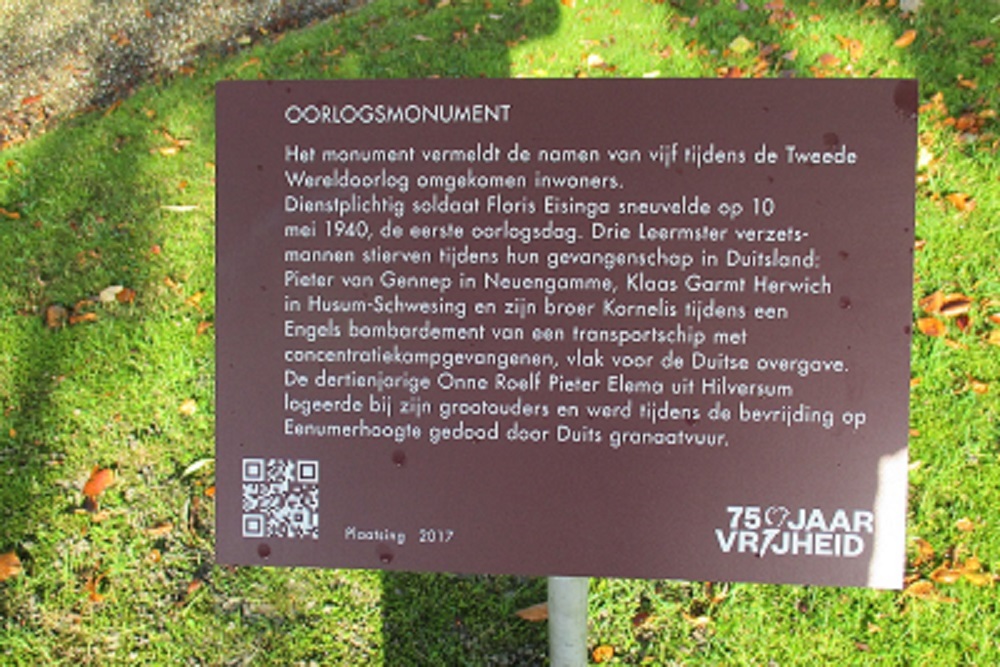 OORLOGSMONUMENT
Het monument vermeldt de namen van vijf tijdens de Tweede
Wereldoorlog omgekomen inwoners.
Dienstplichtig soldaat Floris Eisinga sneuvelde op 10
mei 1940, de eerste oorlogsdag. Drie Leermster verzets-
mannen stierven tijdens hun gevangenschap in Duitsland:
Pieter van Gennep in Neuengamme, Klaas Garmt Herwich
in Husum-Schwesing en zijn broer Kornelis tijdens een
Engels bombardement van een transportschip met
concentratiekampgevangenen, vlak voor de Duitse overgave.
De dertienjarige Onne Roelf Pieter Elema uit Hilversum
logeerde bij zijn grootouders en werd tijdens de bevrijding op
Eenumerhoogte gedood door Duits granaatvuur.
Plaatsing 2017
75 JAAR
VRIJHEID